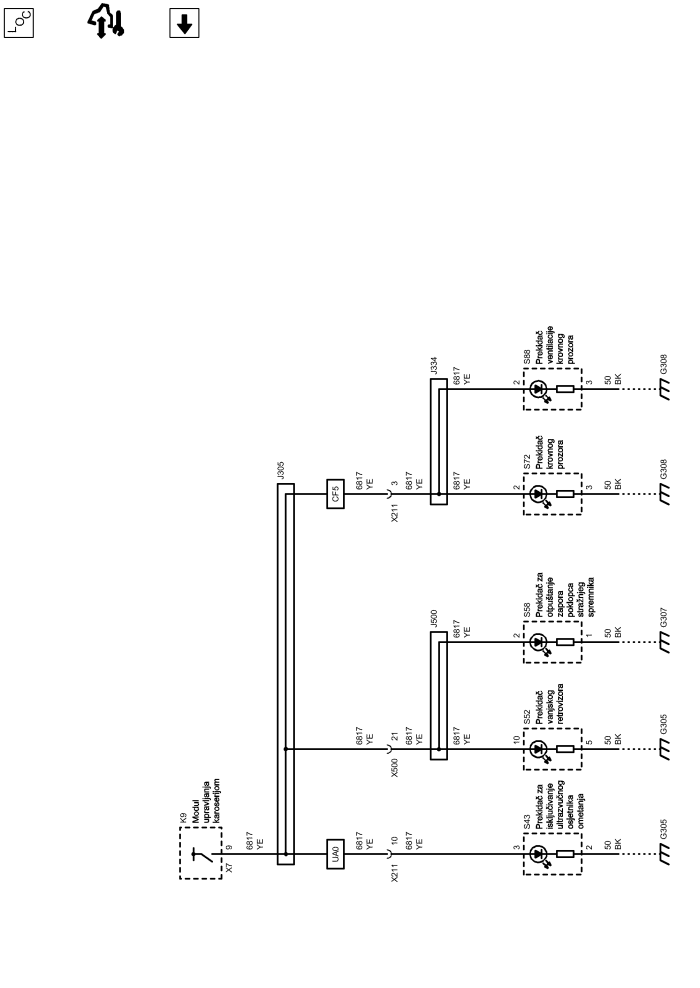 LOC
K9
Modul
upravljanja
karoserijom
9
X7
6817
YE
J305
UA0
CF5
6817
YE
10
X211
6817
YE
6817
YE
21
X500
6817
YE
6817
YE
3
X211
6817
YE
J500
J334
6817
YE
6817
YE
6817
YE
6817
YE
3
S43
Prekidač za
isključivanje
ultrazvučnog
osjetnika
ometanja
2
50
BK
G305
10
S52
Prekidač
vanjskog
retrovizora
5
50
BK
G305
2
S58
Prekidač za
otpuštanje
zapora
poklopca
stražnjeg
spremnika
1
50
BK
G307
2
S72
Prekidač
krovnog
prozora
3
50
BK
G308
2
S88
Prekidač
ventilacije
krovnog
prozora
3
50
BK
G308